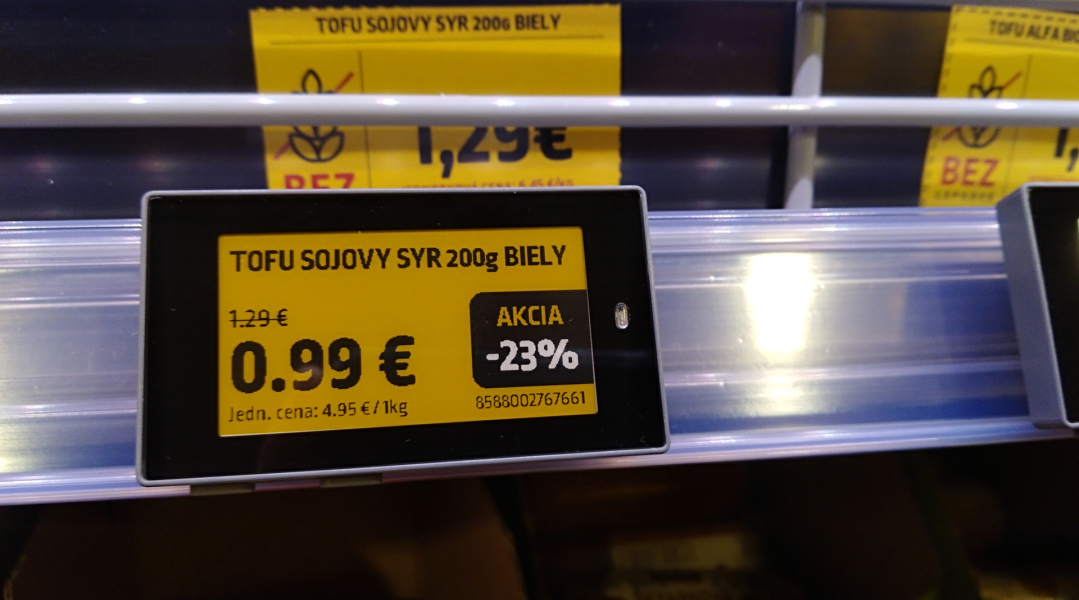 TOFU SOJOVY SYR 200G BIELY
1,29€
BEZ
TOFU ALFA BIO
BEZ
TOFU SOJOVY SYR 200g BIELY
1.29 €
0.99 €
AKCIA
-23%
Jedn. cena: 4.95 € / 1kg
8588002767661